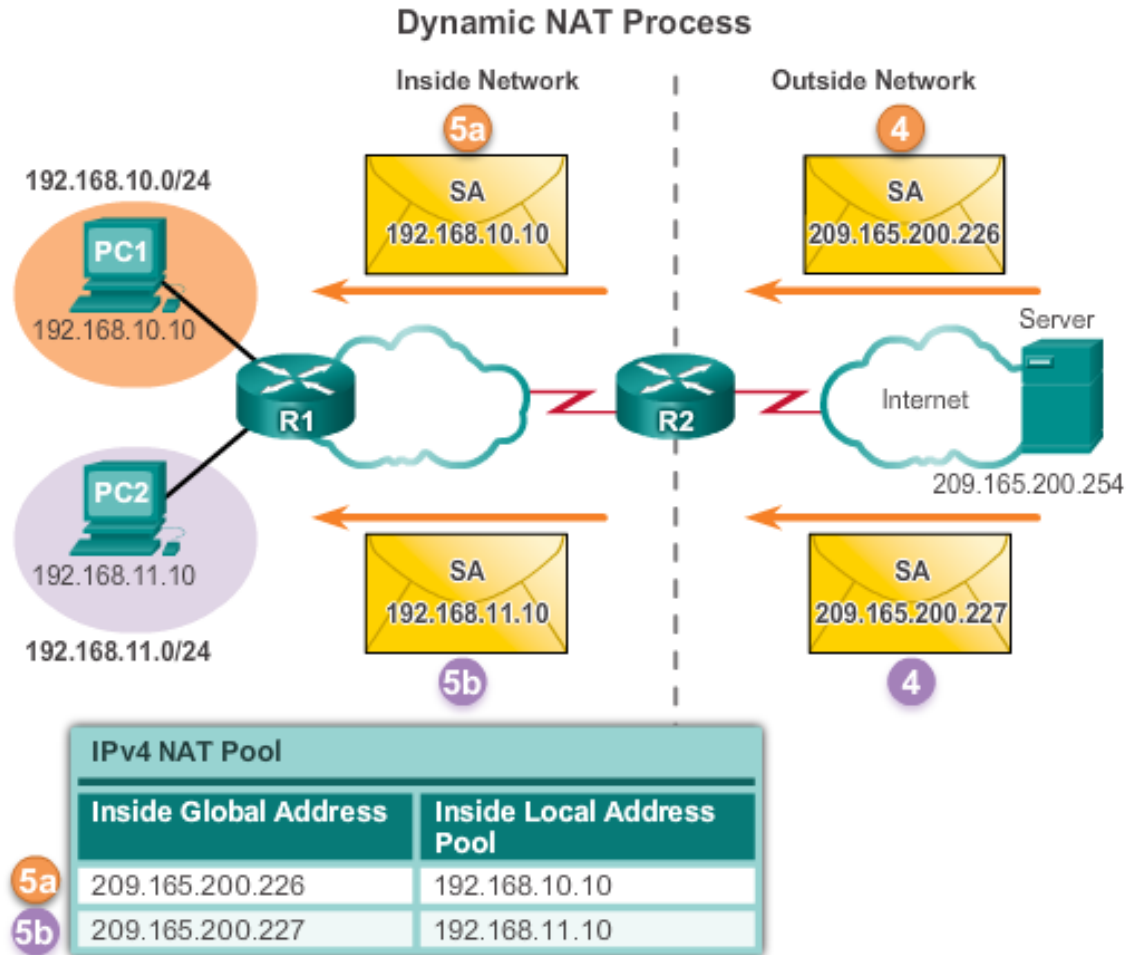 Dynamic NAT Process
Inside Network
Outside Network
5a
4
192.168.10.0/24
SA
192.168.10.10
SA
209.165.200.226
PC1
192.168.10.10
Server
R1
R2
Internet
209.165.200.254
PC2
192.168.11.10
192.168.11.0/24
SA
192.168.11.10
SA
209.165.200.227
5b
4
IPv4 NAT Pool
Inside Global Address
Inside Local Address
Pool
5a
209.165.200.226
192.168.10.10
5b
209.165.200.227
192.168.11.10